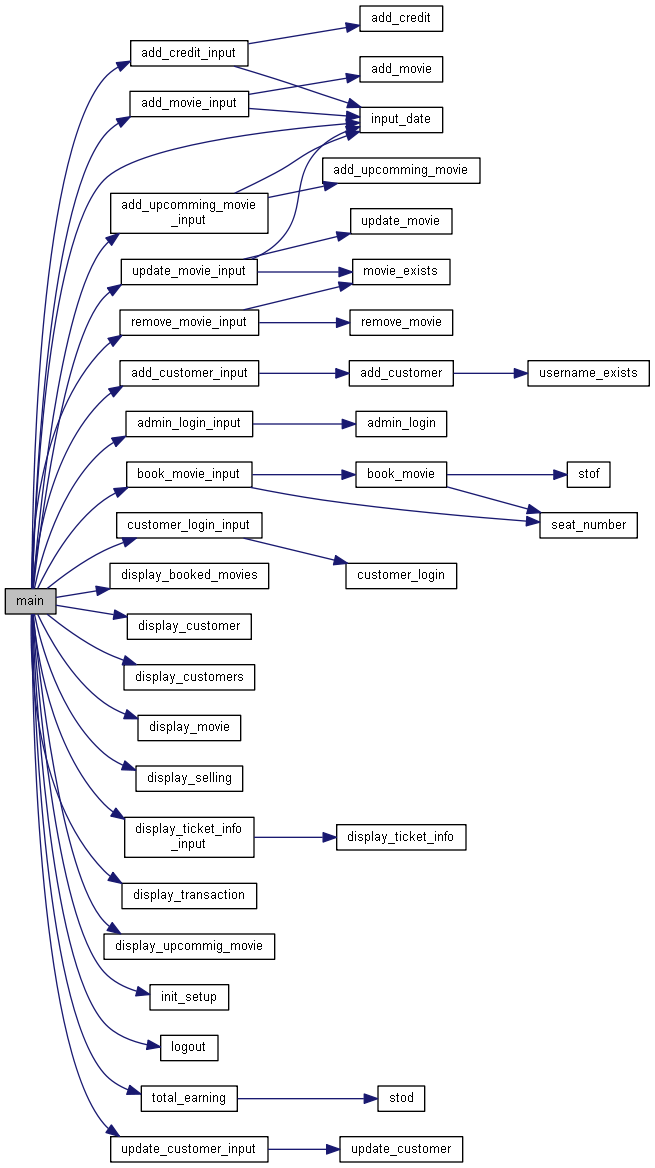 add_credit
add_credit_input
add_movie
add_movie_input
input_date
add_upcomming_movie
add_upcomming_movie
_input
update_movie
update_movie_input
movie_exists
remove_movie_input
remove_movie
add_customer_input
add_customer
username_exists
admin_login_input
admin_login
book_movie_input
book_movie
stof
customer_login_input
seat_number
display_booked_movies
customer_login
main
display_customer
display_customers
display_movie
display_selling
display_ticket_info
_input
display_ticket_info
display_transaction
display_upcommig_movie
init_setup
logout
total_earning
stod
update_customer_input
update_customer